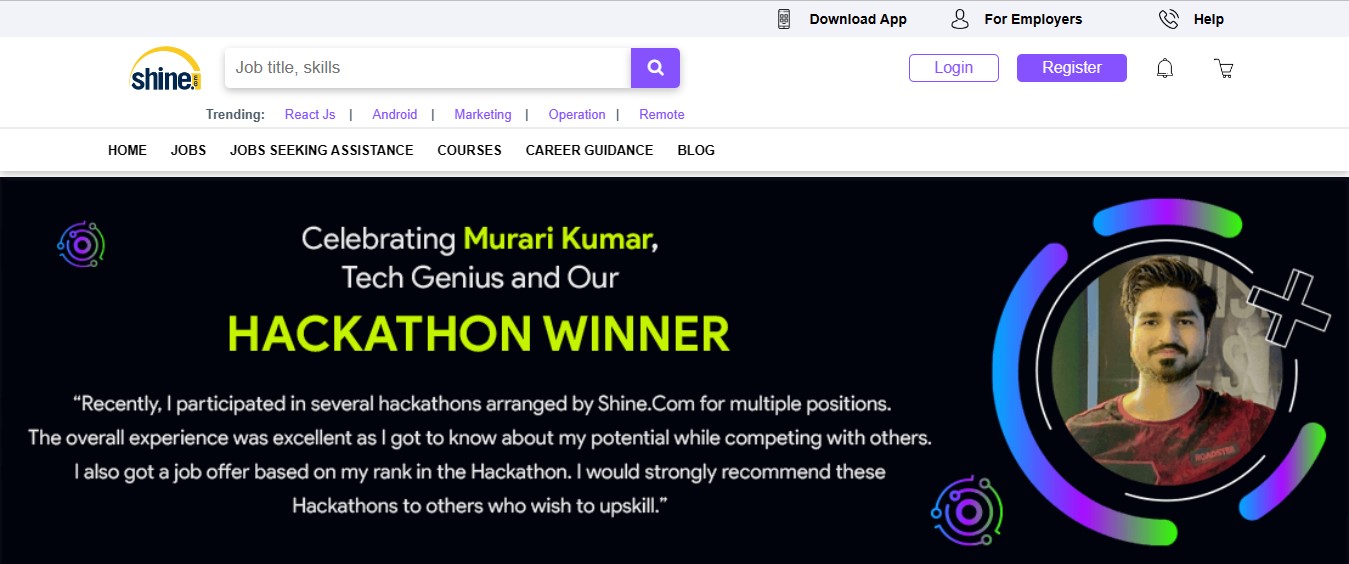 Download App For Employers Help
shine.com
Job title, skills
Login Register
Trending: React Js | Android | Marketing | Operation | Remote
HOME JOBS JOBS SEEKING ASSISTANCE COURSES CAREER GUIDANCE BLOG
Celebrating Murari Kumar,
Tech Genius and Our
HACKATHON WINNER
“Recently, I participated in several hackathons arranged by Shine.Com for multiple positions.
The overall experience was excellent as I got to know about my potential while competing with others.
I also got a job offer based on my rank in the Hackathon. I would strongly recommend these
Hackathons to others who wish to upskill.”
ROADSTER